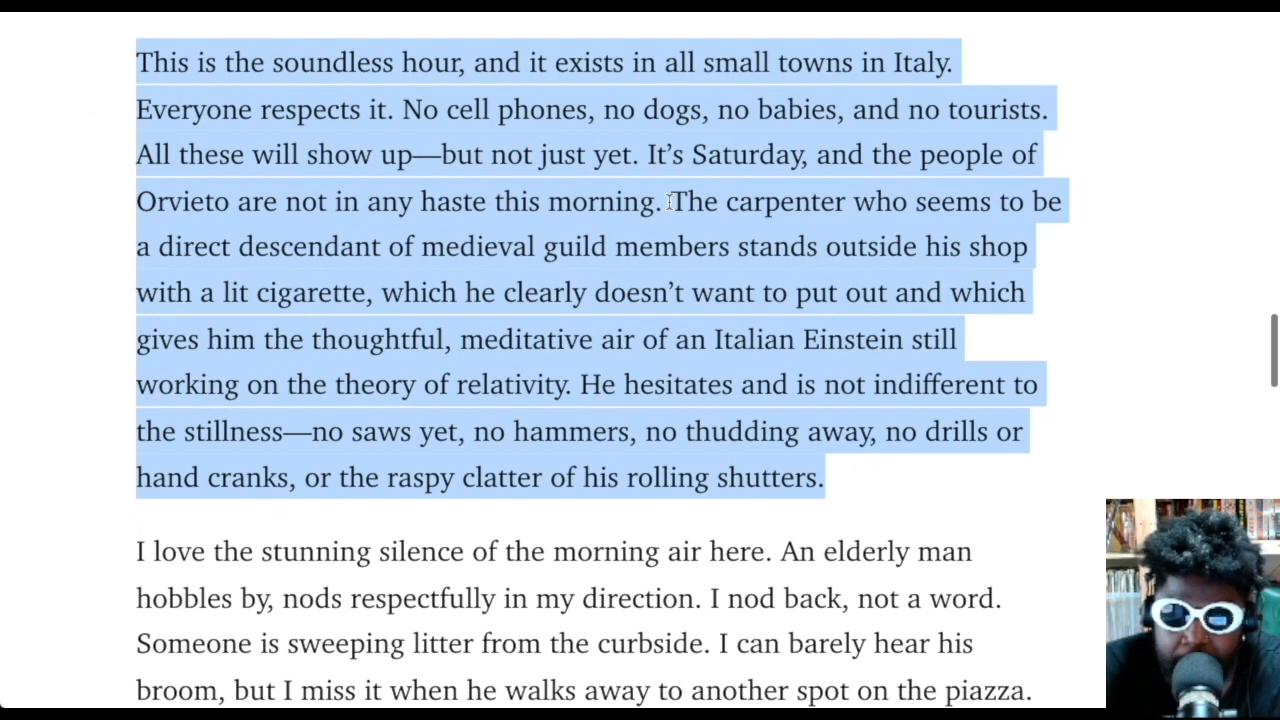 This is the soundless hour, and it exists in all small towns in Italy.
Everyone respects it. No cell phones, no dogs, no babies, and no tourists.
All these will show up—but not just yet. It’s Saturday, and the people of
Orvieto are not in any haste this morning. The carpenter who seems to be
a direct descendant of medieval guild members stands outside his shop
with a lit cigarette, which he clearly doesn’t want to put out and which
gives him the thoughtful, meditative air of an Italian Einstein still
working on the theory of relativity. He hesitates and is not indifferent to
the stillness—no saws yet, no hammers, no thudding away, no drills or
hand cranks, or the raspy clatter of his rolling shutters.
I love the stunning silence of the morning air here. An elderly man
hobbles by, nods respectfully in my direction. I nod back, not a word.
Someone is sweeping litter from the curbside. I can barely hear his
broom, but I miss it when he walks away to another spot on the piazza.